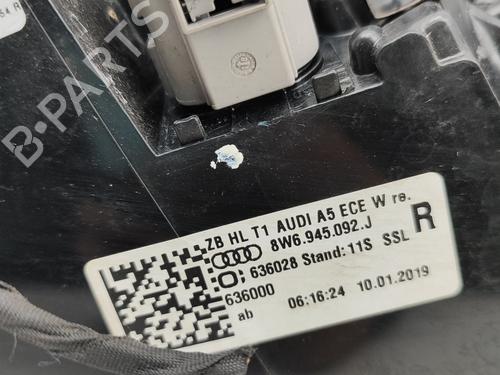 B-PARTS
ZB HL T1 AUDI A5 ECE W re.
8W6.945.092.J R
636028 Stand: 11S SSL
636000
ab 06:16:24 10.01.2019